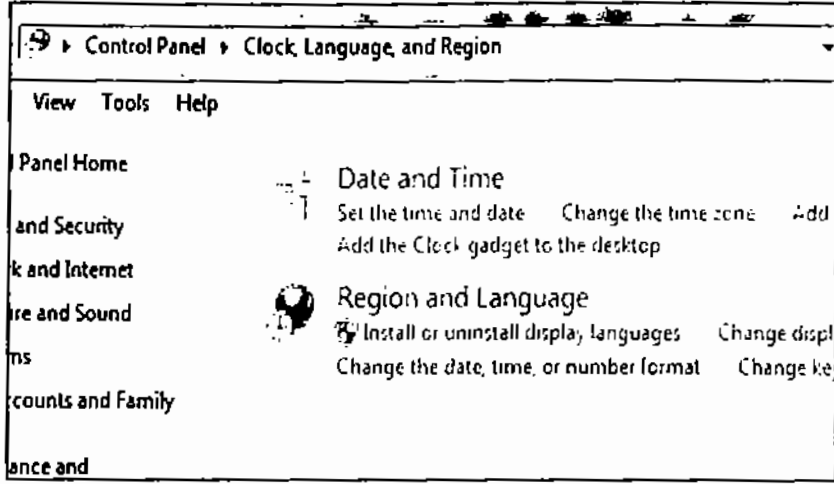 Control Panel Clock, Language, and Region
View Tools Help
Panel Home
and Security
k and Internet
re and Sound
ms
counts and Family
ance and
Date and Time
Set the time and date Change the time zone Add
Add the Clock gadget to the desktop
Region and Language
Install or uninstall display languages Change displ
Change the date, time, or number format Change key